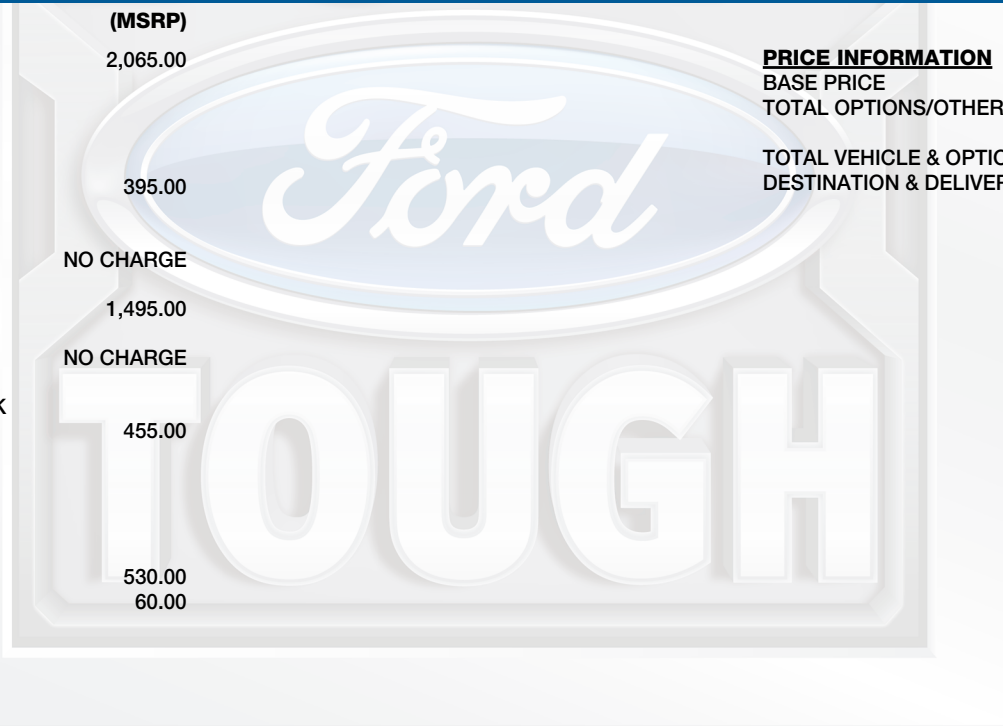 (MSRP)
2,065.00
395.00
NO CHARGE
1,495.00
NO CHARGE
K
455.00
530.00
60.00
PRICE INFORMATION
BASE PRICE
TOTAL OPTIONS/OTHER
TOTAL VEHICLE & OPTIO
DESTINATION & DELIVER
Ford
TOUGH